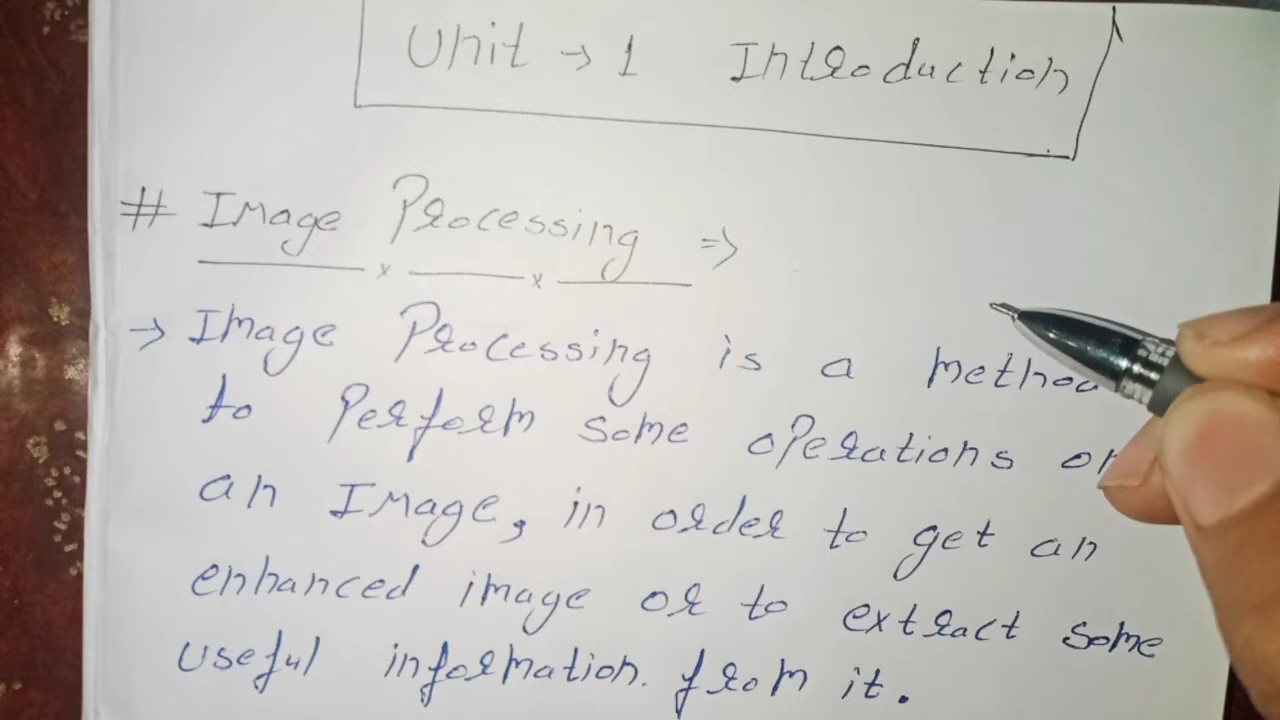 Unit → 1 Introduction
# Image Processing ⇒
→ Image Processing is a method
to Perform some operations on
an Image, in order to get an
enhanced image or to extract some
useful information. from it.